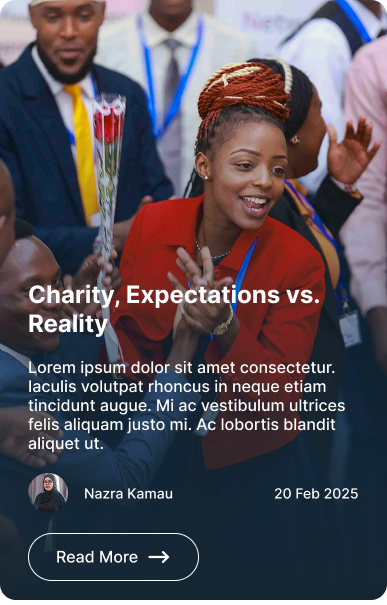 Charity, Expectations vs.
Reality
Lorem ipsum dolor sit amet consectetur.
Iaculis volutpat rhoncus in neque etiam
tincidunt augue. Mi ac vestibulum ultrices
felis aliquam justo mi. Ac lobortis blandit
aliquet ut.
Nazra Kamau
20 Feb 2025
Read More